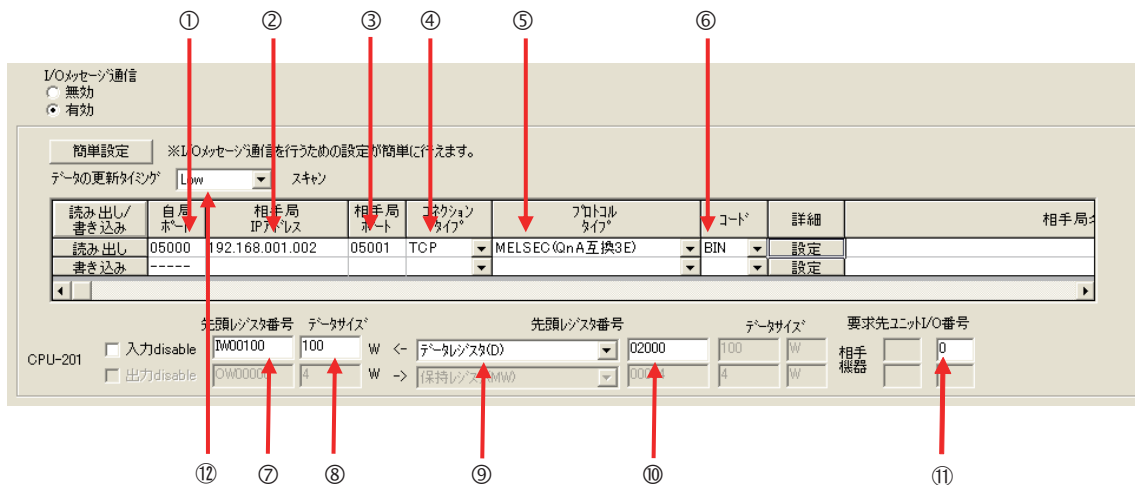 ① ② ③ ④ ⑤ ⑥
I/Oメッセージ通信
無効
有効
簡単設定 ※I/Oメッセージ通信を行うための設定が簡単に行えます。
データの更新タイミング Low スキャン
読み出し/書き込み 自局ポート 相手局IPアドレス 相手局ポート コネクションタイプ プロトコルタイプ コード 詳細 相手局
読み出し 05000 192.168.001.002 05001 TCP MELSEC(QnA互換3E) BIN 設定
書き込み ----- 設定
先頭レジスタ番号 データサイズ 先頭レジスタ番号 データサイズ 要求先ユニットI/O番号
CPU-201 入力disable IW00100 100 W <- データレジスタ(D) 02000 100 W 相手機器 0
出力disable OW00000 4 W -> 保持レジスタ(MW) 4 W
⑫ ⑦ ⑧ ⑨ ⑩ ⑪